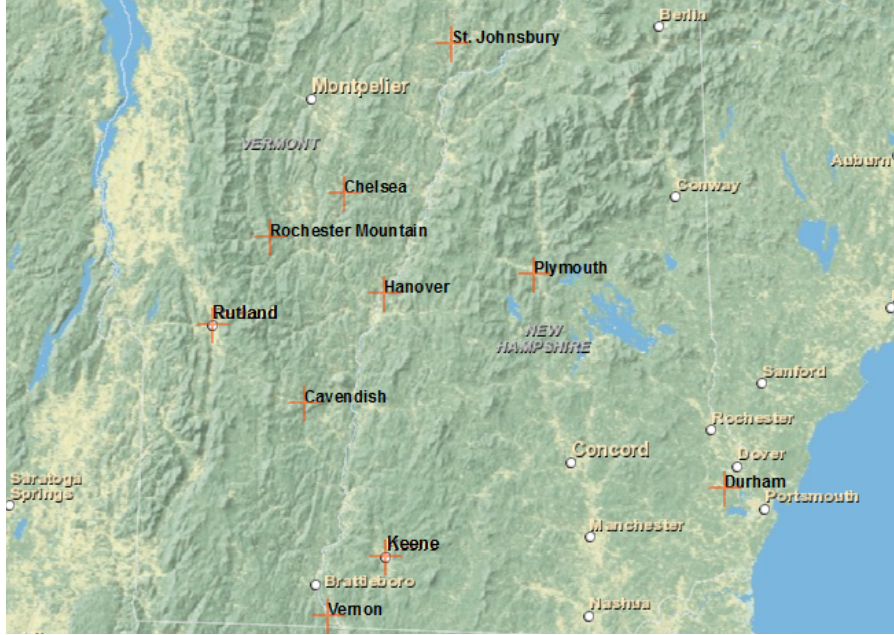 Berlin
St. Johnsbury
Montpelier
VERMONT
Auburn
Chelsea
Conway
Rochester Mountain
Plymouth
Hanover
Rutland
NEW
HAMPSHIRE
Sanford
Cavendish
Rochester
Concord
Dover
Saratoga
Springs
Durham
Portsmouth
Manchester
Keene
Brattleboro
Nashua
Vernon